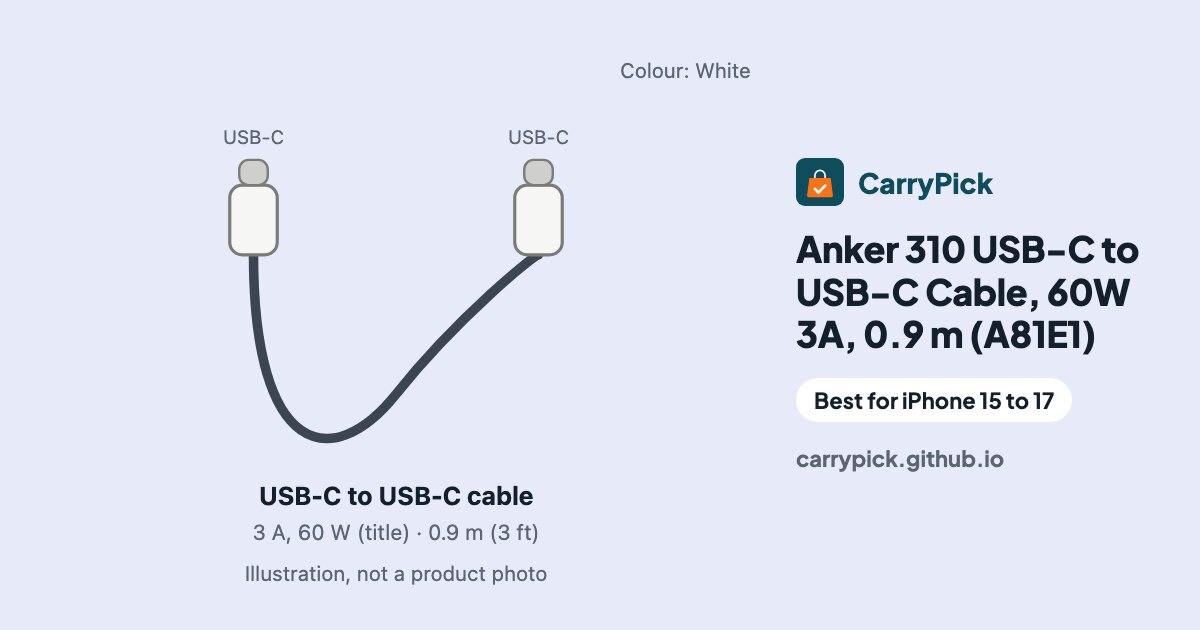 Colour: White
USB-C
USB-C
USB-C to USB-C cable
3 A, 60 W (title) · 0.9 m (3 ft)
Illustration, not a product photo
CarryPick
Anker 310 USB-C to
USB-C Cable, 60W
3A, 0.9 m (A81E1)
Best for iPhone 15 to 17
carrypick.github.io